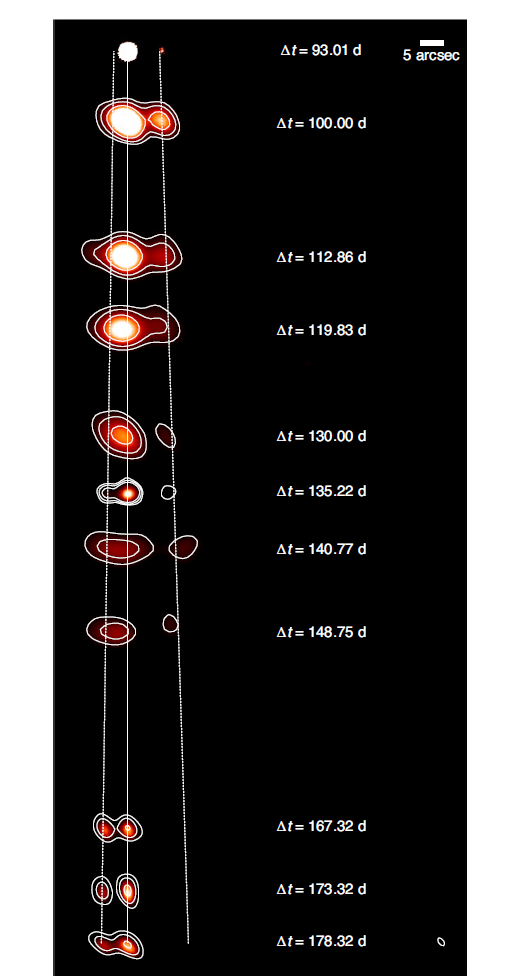 Δt = 93.01 d
5 arcsec
Δt = 100.00 d
Δt = 112.86 d
Δt = 119.83 d
Δt = 130.00 d
Δt = 135.22 d
Δt = 140.77 d
Δt = 148.75 d
Δt = 167.32 d
Δt = 173.32 d
Δt = 178.32 d